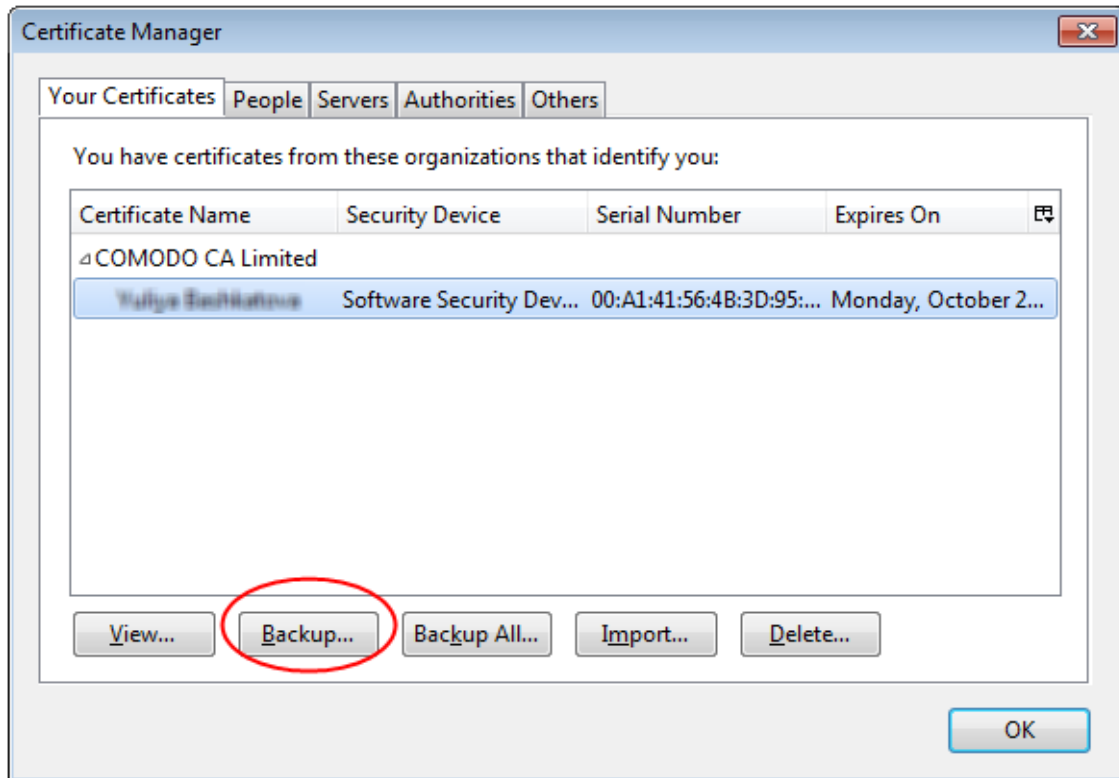 Certificate Manager
Your Certificates People Servers Authorities Others
You have certificates from these organizations that identify you:
Certificate Name Security Device Serial Number Expires On
COMODO CA Limited
Software Security Dev... 00:A1:41:56:4B:3D:95:... Monday, October 2...
View... Backup... Backup All... Import... Delete...
OK